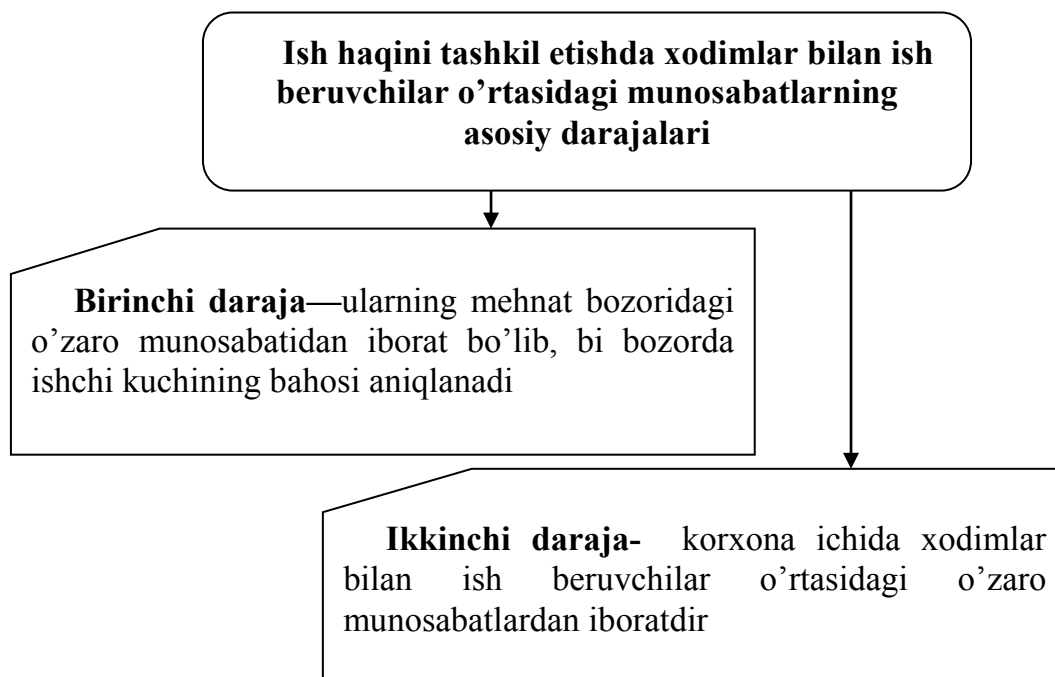 Ish haqini tashkil etishda xodimlar bilan ish
beruvchilar o’rtasidagi munosabatlarning
asosiy darajalari
Birinchi daraja—ularning mehnat bozoridagi
o’zaro munosabatidan iborat bo’lib, bi bozorda
ishchi kuchining bahosi aniqlanadi
Ikkinchi daraja- korxona ichida xodimlar
bilan ish beruvchilar o’rtasidagi o’zaro
munosabatlardan iboratdir